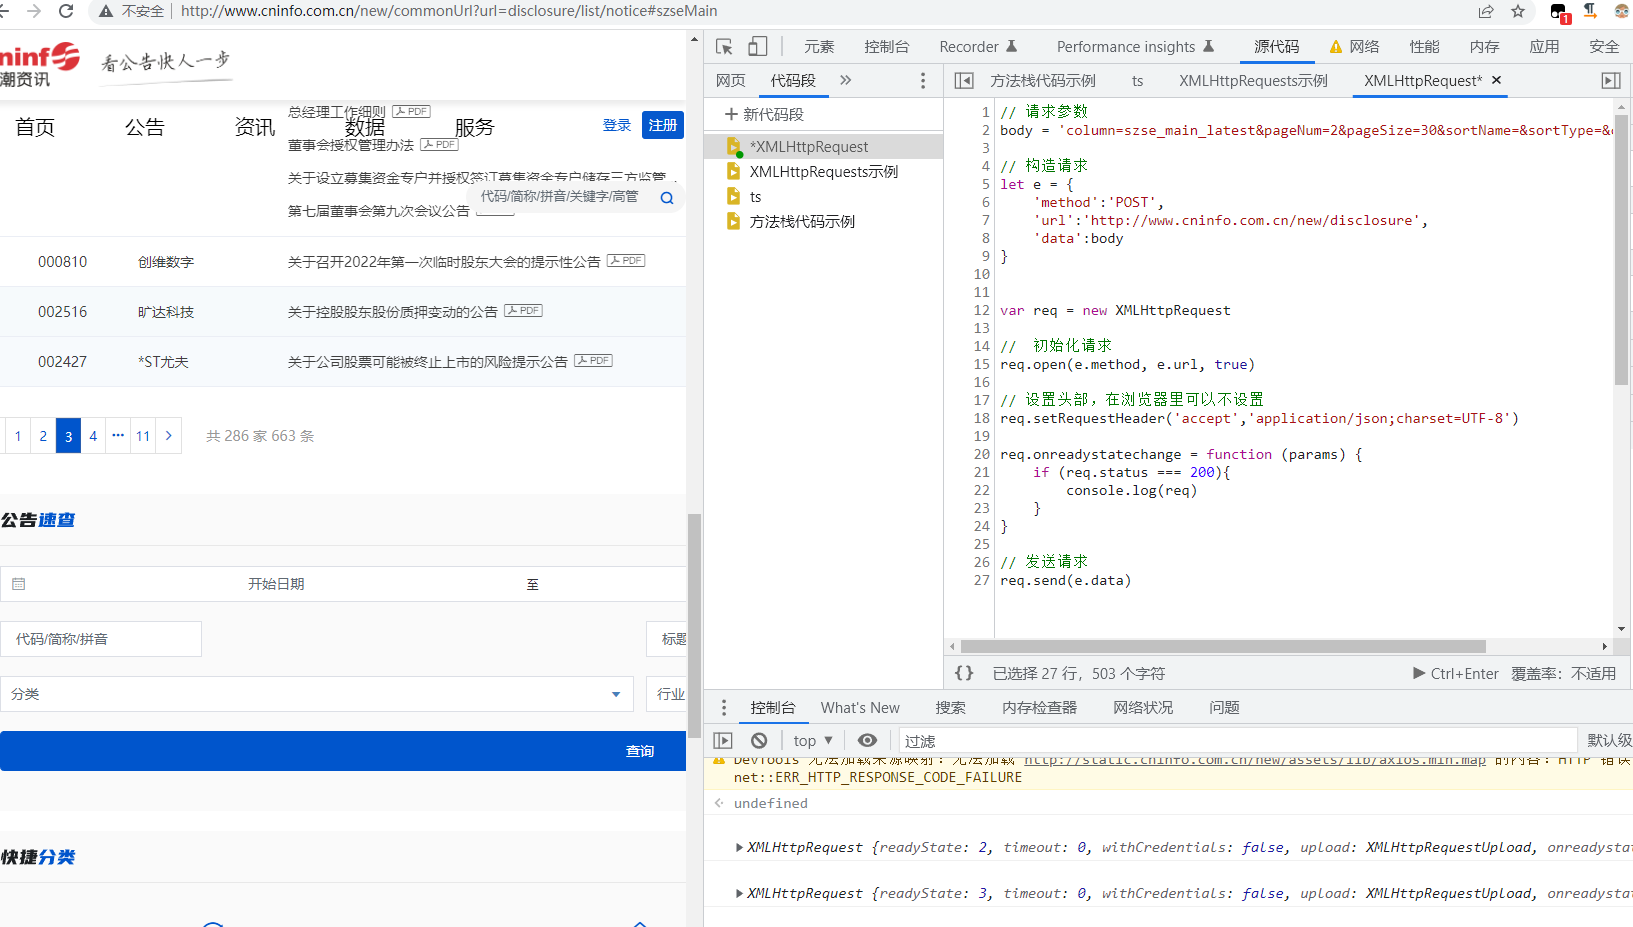 不安全
http://www.cninfo.com.cn/new/commonUrl?url=disclosure/list/notice#szseMain
1
ninf
潮资讯
看公告快人一步
首页
公告
资讯
数据
服务
登录
注册
总经理工作细则 PDF
董事会授权管理办法 PDF
关于设立募集资金专户并授权签订募集资金专户储存三方监管...
代码/简称/拼音/关键字/高管
第七届董事会第九次会议公告
000810 创维数字 关于召开2022年第一次临时股东大会的提示性公告 PDF
002516 旷达科技 关于控股股东股份质押变动的公告 PDF
002427 *ST尤夫 关于公司股票可能被终止上市的风险提示公告 PDF
1 2 3 4 ··· 11 > 共 286 家 663 条
公告速查
开始日期 至
代码/简称/拼音
标题
分类
行业
查询
快捷分类
元素 控制台 Recorder Performance insights 源代码 网络 性能 内存 应用 安全
网页 代码段 »
方法栈代码示例 ts XMLHttpRequests示例 XMLHttpRequest* ×
+ 新代码段
*XMLHttpRequest
XMLHttpRequests示例
ts
方法栈代码示例
1 // 请求参数
2 body = 'column=szse_main_latest&pageNum=2&pageSize=30&sortName=&sortType=&c
3
4 // 构造请求
5 let e = {
6 'method':'POST',
7 'url':'http://www.cninfo.com.cn/new/disclosure',
8 'data':body
9 }
10
11
12 var req = new XMLHttpRequest
13
14 // 初始化请求
15 req.open(e.method, e.url, true)
16
17 // 设置头部，在浏览器里可以不设置
18 req.setRequestHeader('accept','application/json;charset=UTF-8')
19
20 req.onreadystatechange = function (params) {
21 if (req.status === 200){
22 console.log(req)
23 }
24 }
25
26 // 发送请求
27 req.send(e.data)
{} 已选择 27 行，503 个字符 ▶ Ctrl+Enter 覆盖率：不适用
控制台 What's New 搜索 内存检查器 网络状况 问题
top ▼ 过滤 默认级
DevTools 无法加载来源映射：无法加载 http://static.cninfo.com.cn/new/assets/lib/axios.min.map 的内容：HTTP 错误
net::ERR_HTTP_RESPONSE_CODE_FAILURE
undefined
XMLHttpRequest {readyState: 2, timeout: 0, withCredentials: false, upload: XMLHttpRequestUpload, onreadystat
XMLHttpRequest {readyState: 3, timeout: 0, withCredentials: false, upload: XMLHttpRequestUpload, onreadystat